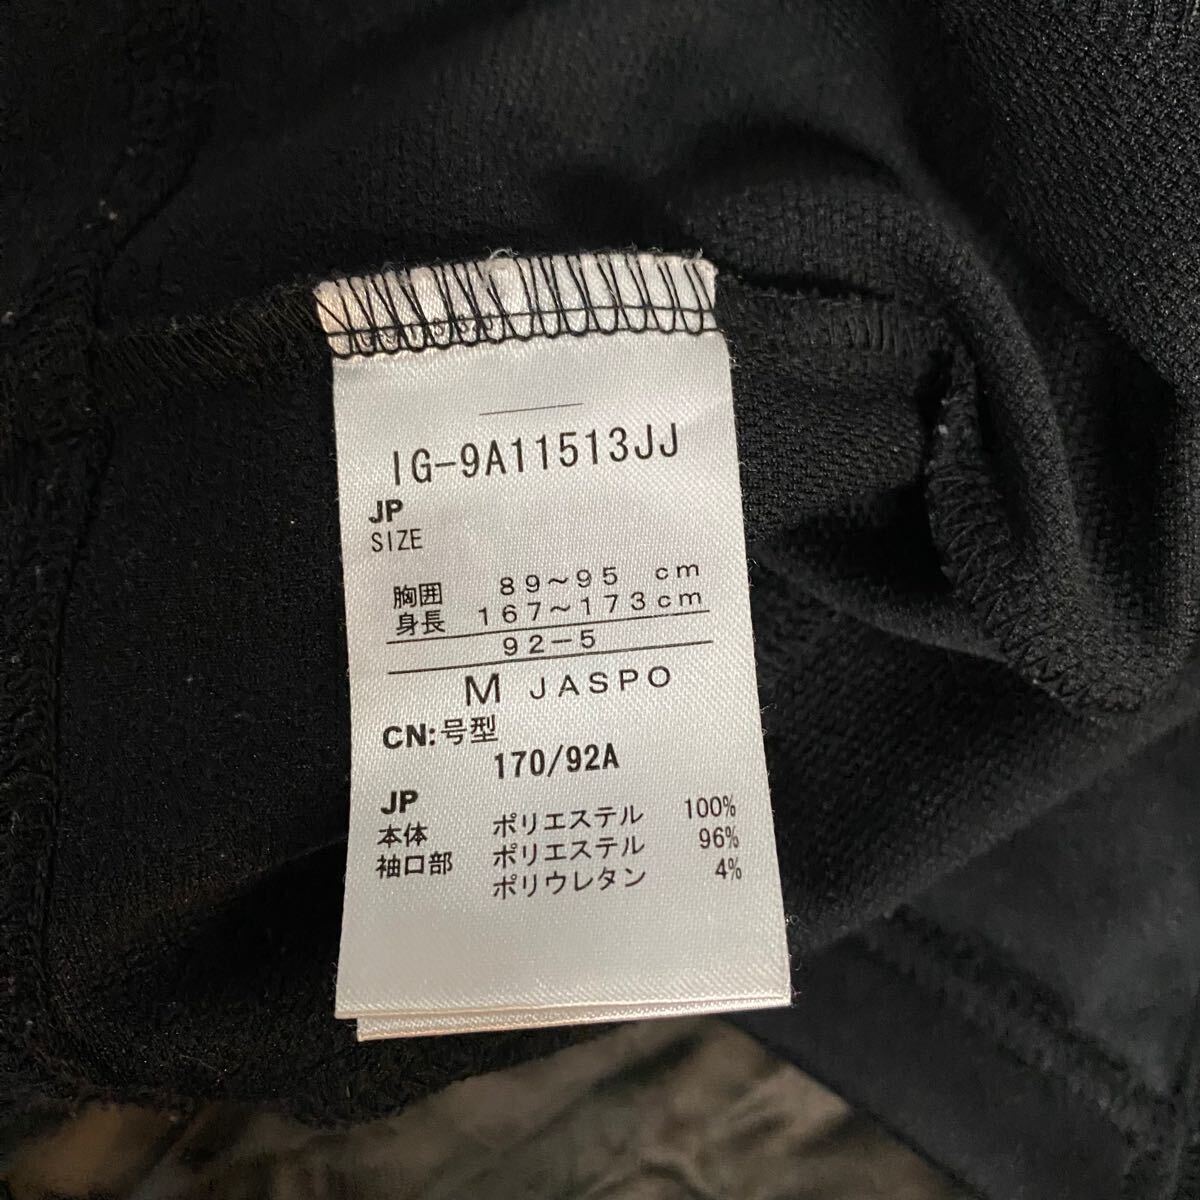 IG-9A11513JJ
JP
SIZE
胸囲 89～95 cm
身長 167～173cm
92-5
M JASPO
CN:号型
170/92A
JP
本体 ポリエステル 100%
袖口部 ポリエステル 96%
ポリウレタン 4%